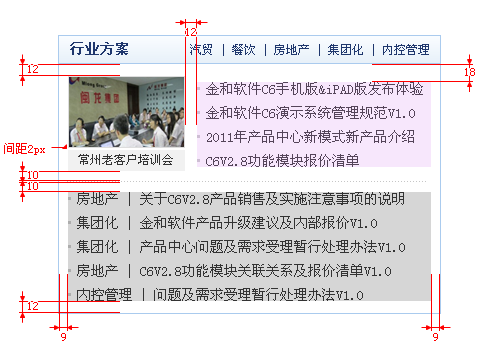 12
行业方案 汽贸 | 餐饮 | 房地产 | 集团化 | 内控管理
12
18
闽龙集团
金和软件C6手机版&iPAD版发布体验
金和软件C6演示系统管理规范V1.0
2011年产品中心新模式新产品介绍
间距2px
常州老客户培训会
C6V2.8功能模块报价清单
10
10
房地产 | 关于C6V2.8产品销售及实施注意事项的说明
集团化 | 金和软件产品升级建议及内部报价V1.0
集团化 | 产品中心问题及需求受理暂行处理办法V1.0
房地产 | C6V2.8功能模块关联关系及报价清单V1.0
内控管理 | 问题及需求受理暂行处理办法V1.0
12
9
9